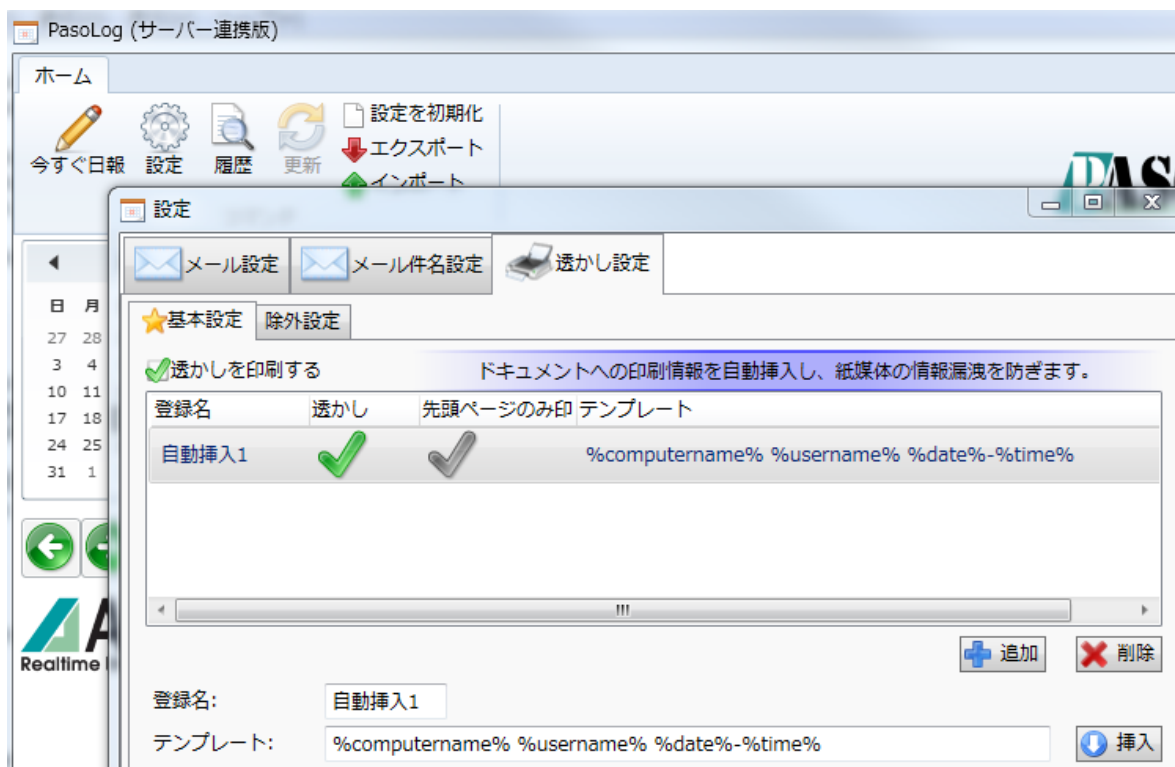 PasoLog (サーバー連携版)
ホーム
今すぐ日報
設定
履歴
更新
設定を初期化
エクスポート
インポート
PAS
設定
メール設定
メール件名設定
透かし設定
基本設定
除外設定
透かしを印刷する
ドキュメントへの印刷情報を自動挿入し、紙媒体の情報漏洩を防ぎます。
登録名 透かし 先頭ページのみ印 テンプレート
自動挿入1 %computername% %username% %date%-%time%
日 月
27 28
3 4
10 11
17 18
24 25
31 1
A
Realtime
追加
削除
登録名: 自動挿入1
テンプレート: %computername% %username% %date%-%time%
挿入